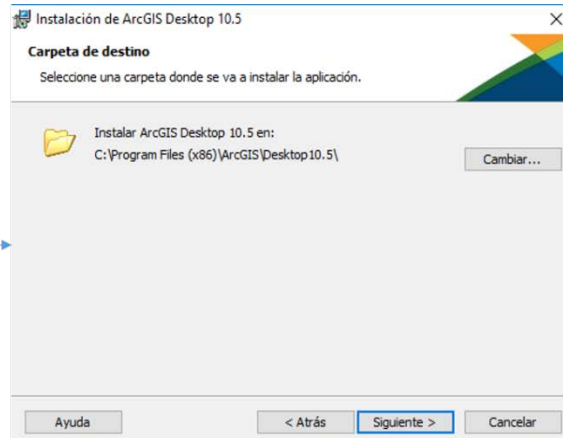 Instalación de ArcGIS Desktop 10.5
Carpeta de destino
Seleccione una carpeta donde se va a instalar la aplicación.
Instalar ArcGIS Desktop 10.5 en:
C:\Program Files (x86)\ArcGIS\Desktop10.5\
Cambiar...
Ayuda
< Atrás
Siguiente >
Cancelar